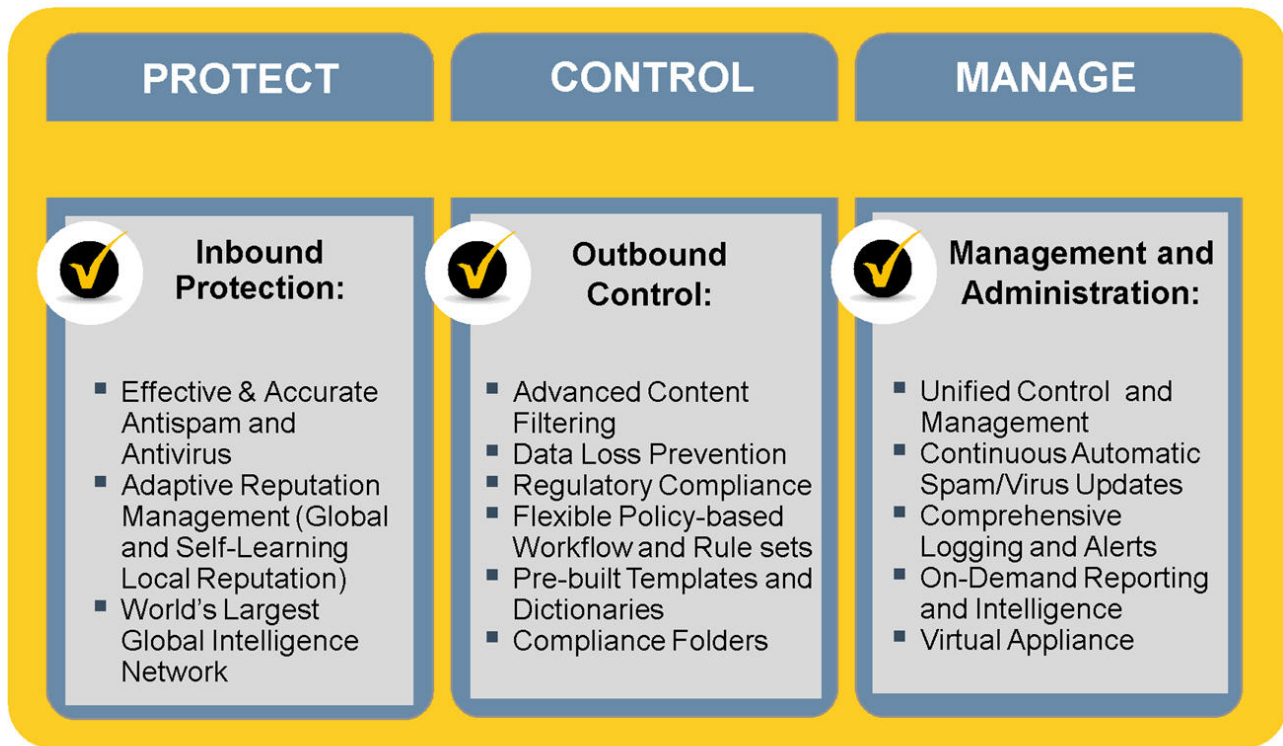 PROTECT
CONTROL
MANAGE
Inbound
Protection:
Effective & Accurate
Antispam and
Antivirus
Adaptive Reputation
Management (Global
and Self-Learning
Local Reputation)
World's Largest
Global Intelligence
Network
Outbound
Control:
Advanced Content
Filtering
Data Loss Prevention
Regulatory Compliance
Flexible Policy-based
Workflow and Rule sets
Pre-built Templates and
Dictionaries
Compliance Folders
Management and
Administration:
Unified Control and
Management
Continuous Automatic
Spam/Virus Updates
Comprehensive
Logging and Alerts
On-Demand Reporting
and Intelligence
Virtual Appliance